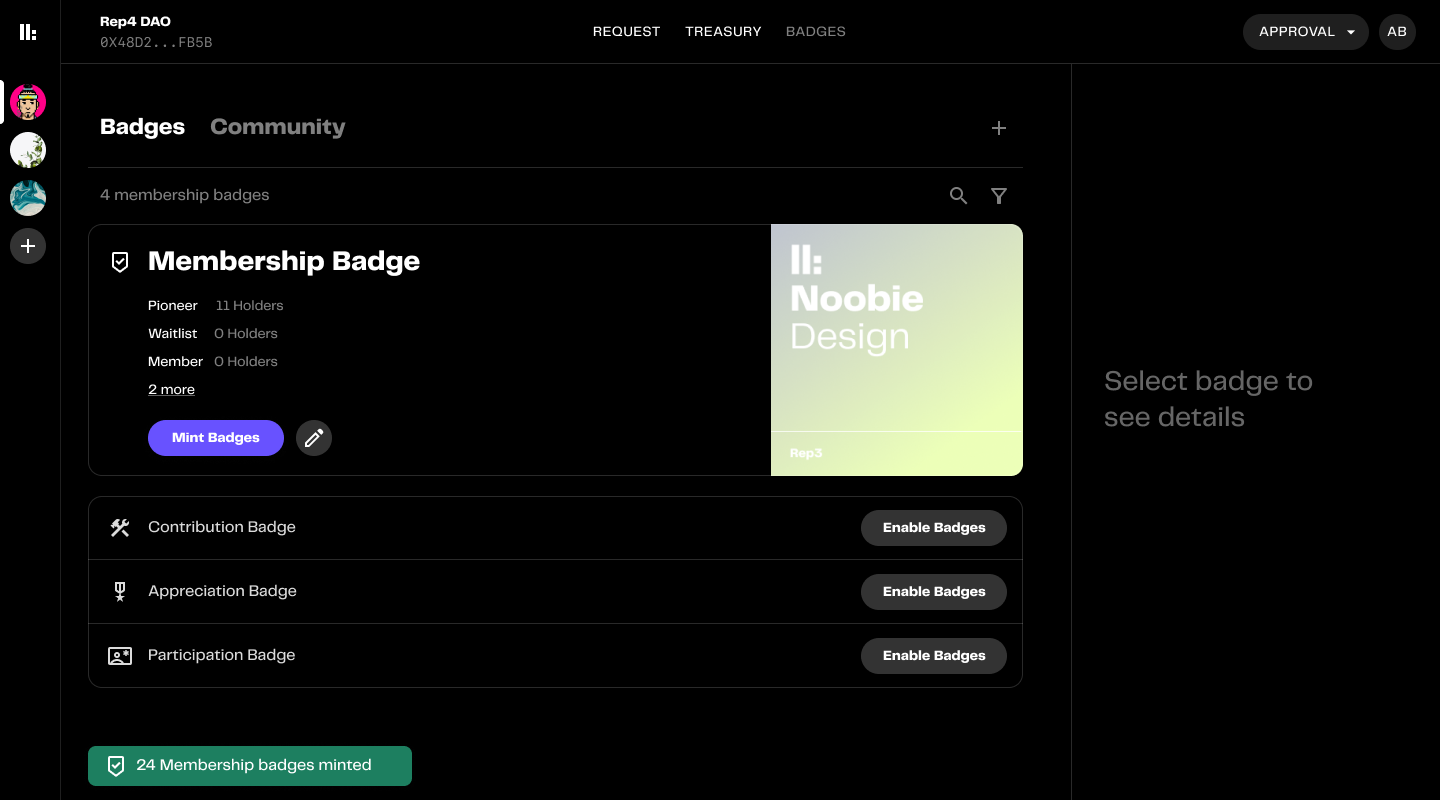 Rep4 DAO
0X48D2...FB5B
REQUEST TREASURY BADGES
APPROVAL
AB
Badges Community
4 membership badges
Membership Badge
Pioneer 11 Holders
Waitlist 0 Holders
Member 0 Holders
2 more
Mint Badges
Noobie
Design
Rep3
Select badge to
see details
Contribution Badge Enable Badges
Appreciation Badge Enable Badges
Participation Badge Enable Badges
24 Membership badges minted